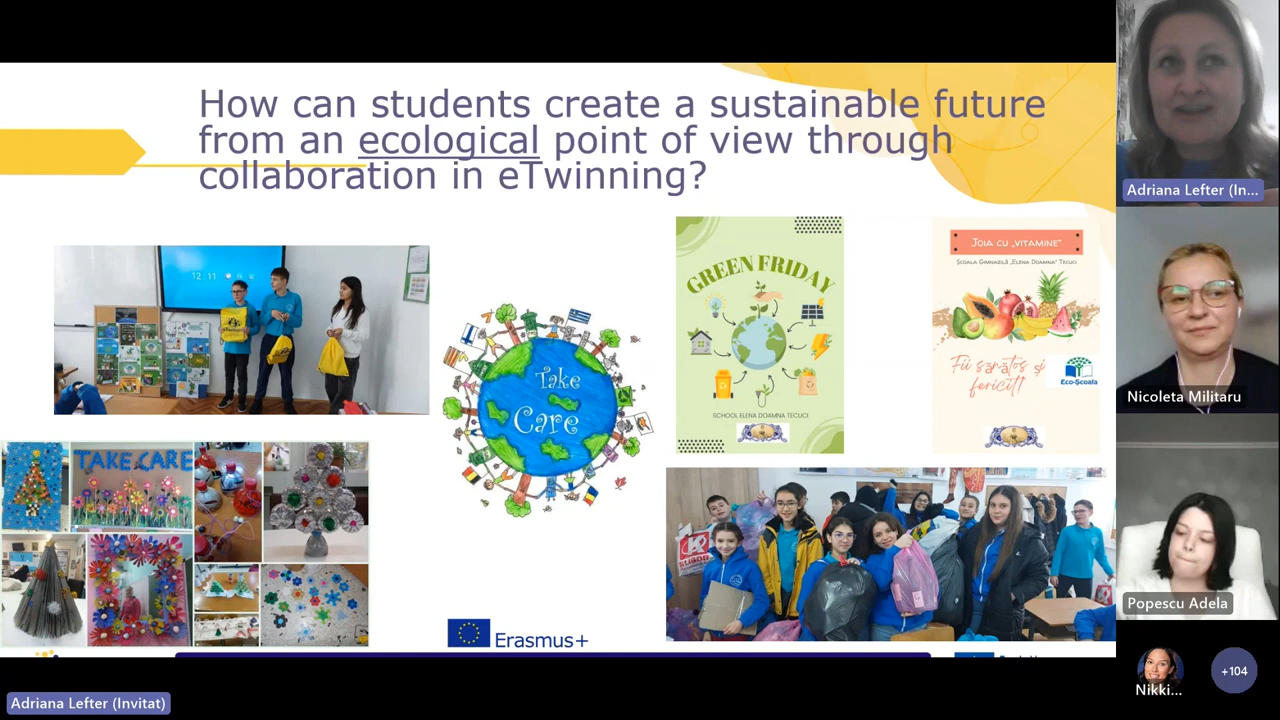 How can students create a sustainable future
from an ecological point of view through
collaboration in eTwinning?
12:11
Take
Care
GREEN FRIDAY
SCHOOL ELENA DOAMNA TECUCI
JOIA CU „VITAMINE”
ȘCOALA GIMNAZIALĂ „ELENA DOAMNA” TECUCI
Fii sănătos și
fericit!
Eco-Școala
TAKE CARE
Erasmus+
Adriana Lefter (In...
Nicoleta Militaru
Popescu Adela
Nikki...
+104
Adriana Lefter (Invitat)